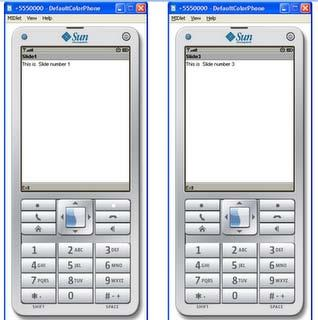 +5550000 - DefaultColorPhone
MIDlet View Help
Sun
Slide1
This is Slide number 1
Exit
1 2 ABC 3 DEF
4 GHI 5 JKL 6 MNO
7 PQRS 8 TUV 9 WXYZ
* . 0 # - +
SHIFT SPACE
+5550000 - DefaultColorPhone
MIDlet View Help
Sun
Slide3
This is Slide number 3
Exit
1 2 ABC 3 DEF
4 GHI 5 JKL 6 MNO
7 PQRS 8 TUV 9 WXYZ
* . 0 # - +
SHIFT SPACE